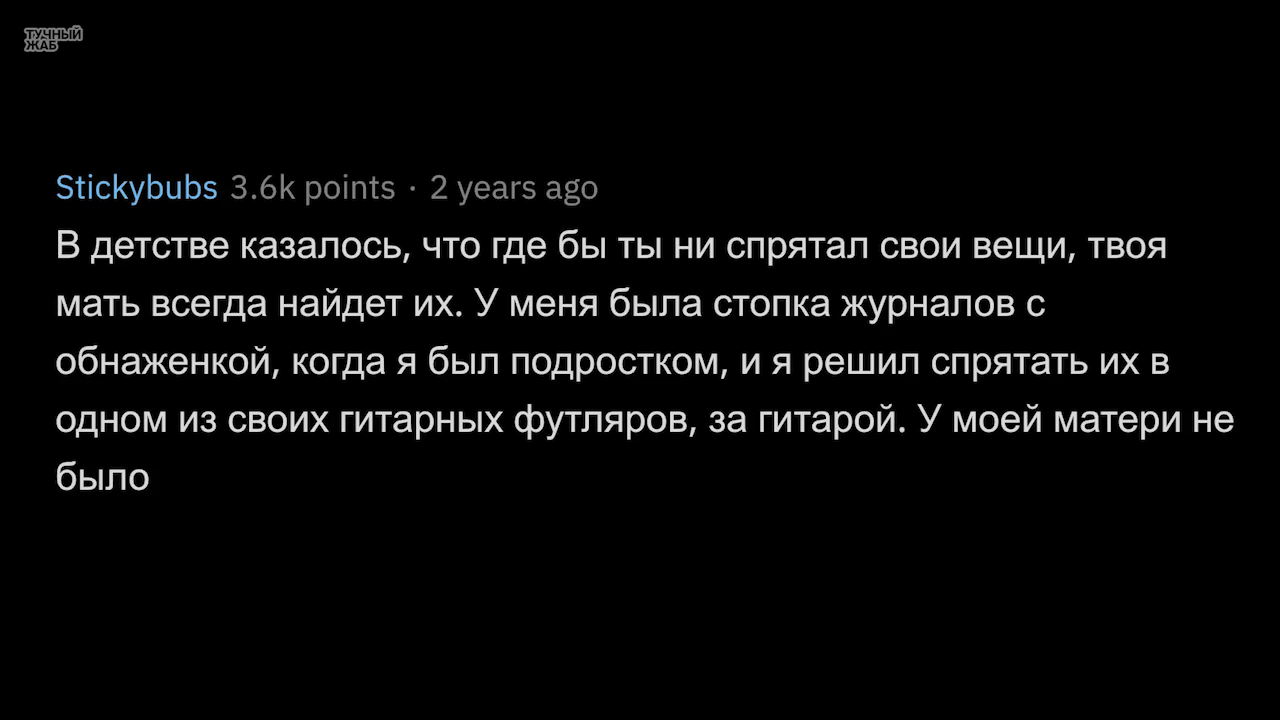 ТУЧНЫЙ
ЖАБ
Stickybubs 3.6k points · 2 years ago
В детстве казалось, что где бы ты ни спрятал свои вещи, твоя
мать всегда найдет их. У меня была стопка журналов с
обнаженкой, когда я был подростком, и я решил спрятать их в
одном из своих гитарных футляров, за гитарой. У моей матери не
было